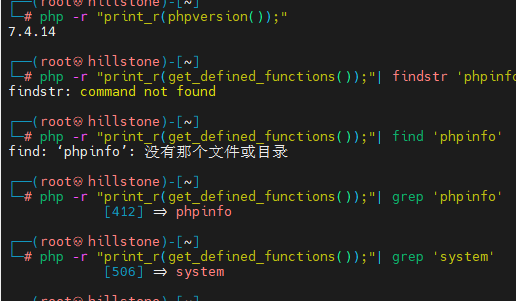 └─# php -r "print_r(phpversion());"
7.4.14
┌──(root💀hillstone)-[~]
└─# php -r "print_r(get_defined_functions());"| findstr 'phpinfo
findstr: command not found
┌──(root💀hillstone)-[~]
└─# php -r "print_r(get_defined_functions());"| find 'phpinfo'
find: ‘phpinfo’: 没有那个文件或目录
┌──(root💀hillstone)-[~]
└─# php -r "print_r(get_defined_functions());"| grep 'phpinfo'
[412] => phpinfo
┌──(root💀hillstone)-[~]
└─# php -r "print_r(get_defined_functions());"| grep 'system'
[506] => system